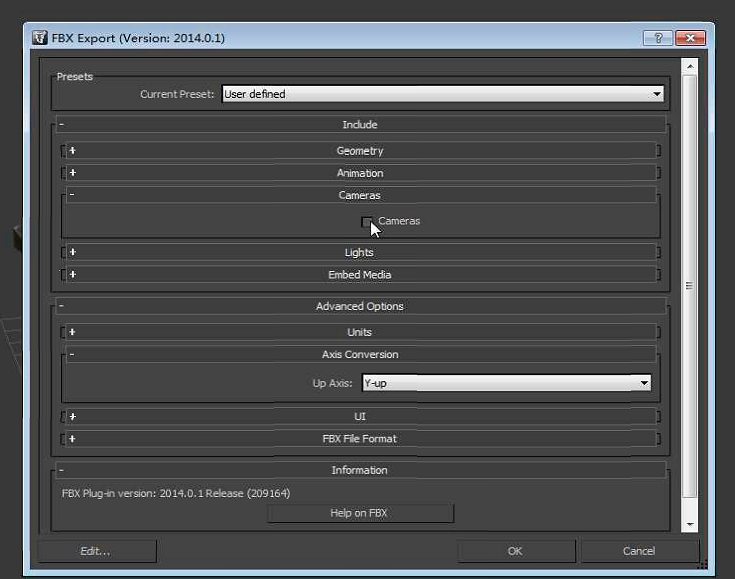 FBX Export (Version: 2014.0.1)
Presets
Current Preset: User defined
- Include
+ Geometry
+ Animation
- Cameras
Cameras
+ Lights
+ Embed Media
- Advanced Options
+ Units
- Axis Conversion
Up Axis: Y-up
+ UI
+ FBX File Format
- Information
FBX Plug-in version: 2014.0.1 Release (209164)
Help on FBX
Edit... OK Cancel